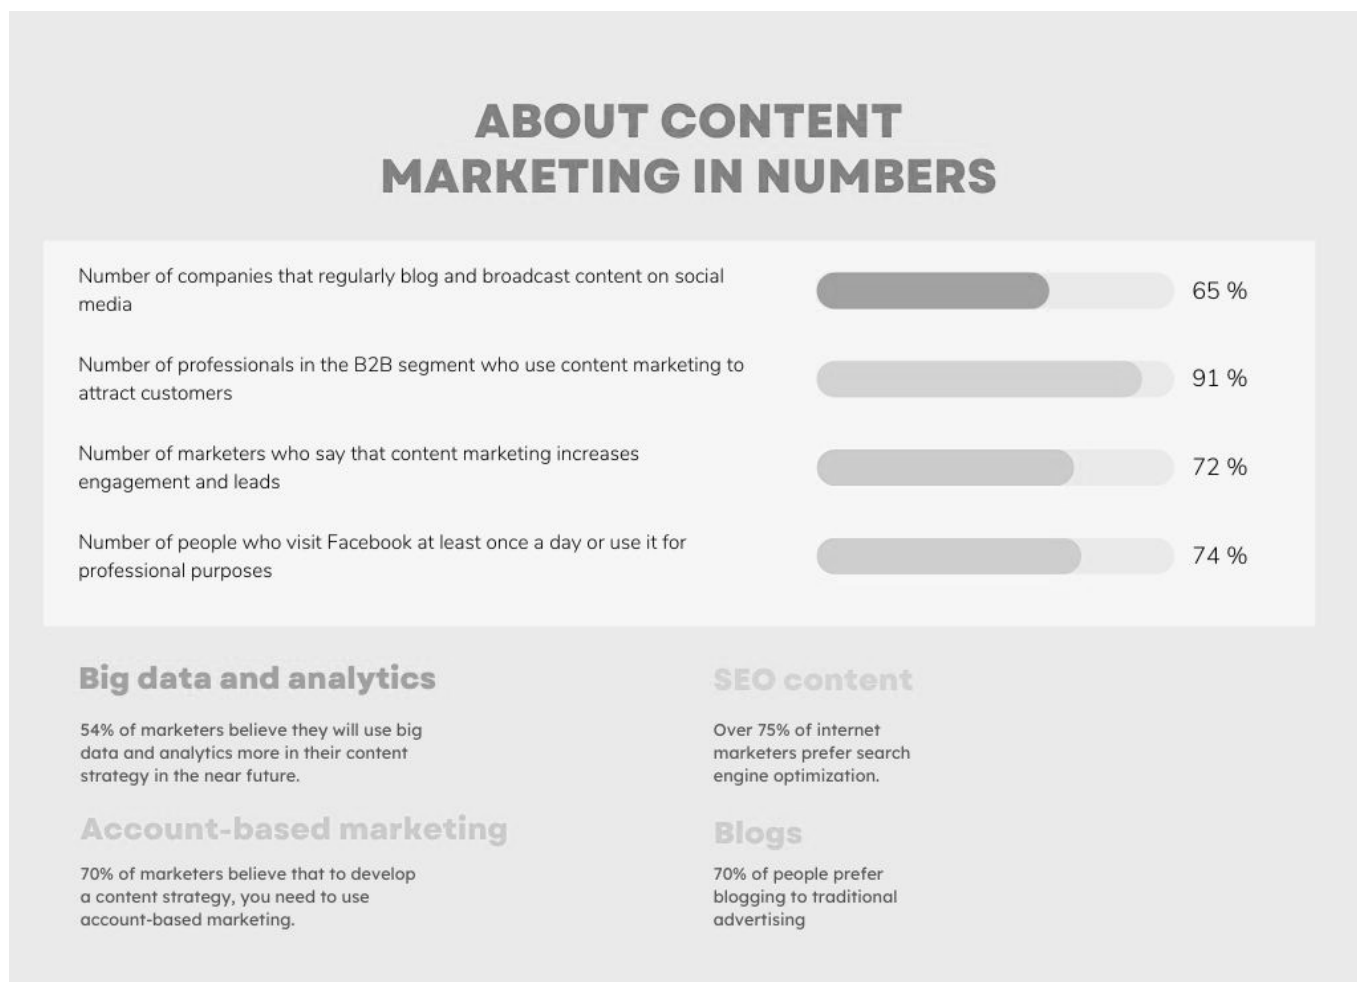 ABOUT CONTENT
MARKETING IN NUMBERS
Number of companies that regularly blog and broadcast content on social
media
65 %
Number of professionals in the B2B segment who use content marketing to
attract customers
91 %
Number of marketers who say that content marketing increases
engagement and leads
72 %
Number of people who visit Facebook at least once a day or use it for
professional purposes
74 %
Big data and analytics
54% of marketers believe they will use big
data and analytics more in their content
strategy in the near future.
SEO content
Over 75% of internet
marketers prefer search
engine optimization.
Account-based marketing
70% of marketers believe that to develop
a content strategy, you need to use
account-based marketing.
Blogs
70% of people prefer
blogging to traditional
advertising